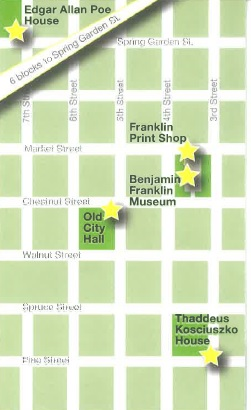 Edgar Allan Poe
House
6 blocks to Spring Garden St.
Spring Garden St.
7th Street
6th Street
5th Street
4th Street
3rd Street
Franklin
Print Shop
Market Street
Benjamin
Franklin
Museum
Chestnut Street
Old
City
Hall
Walnut Street
Spruce Street
Thaddeus
Kosciuszko
House
Pine Street